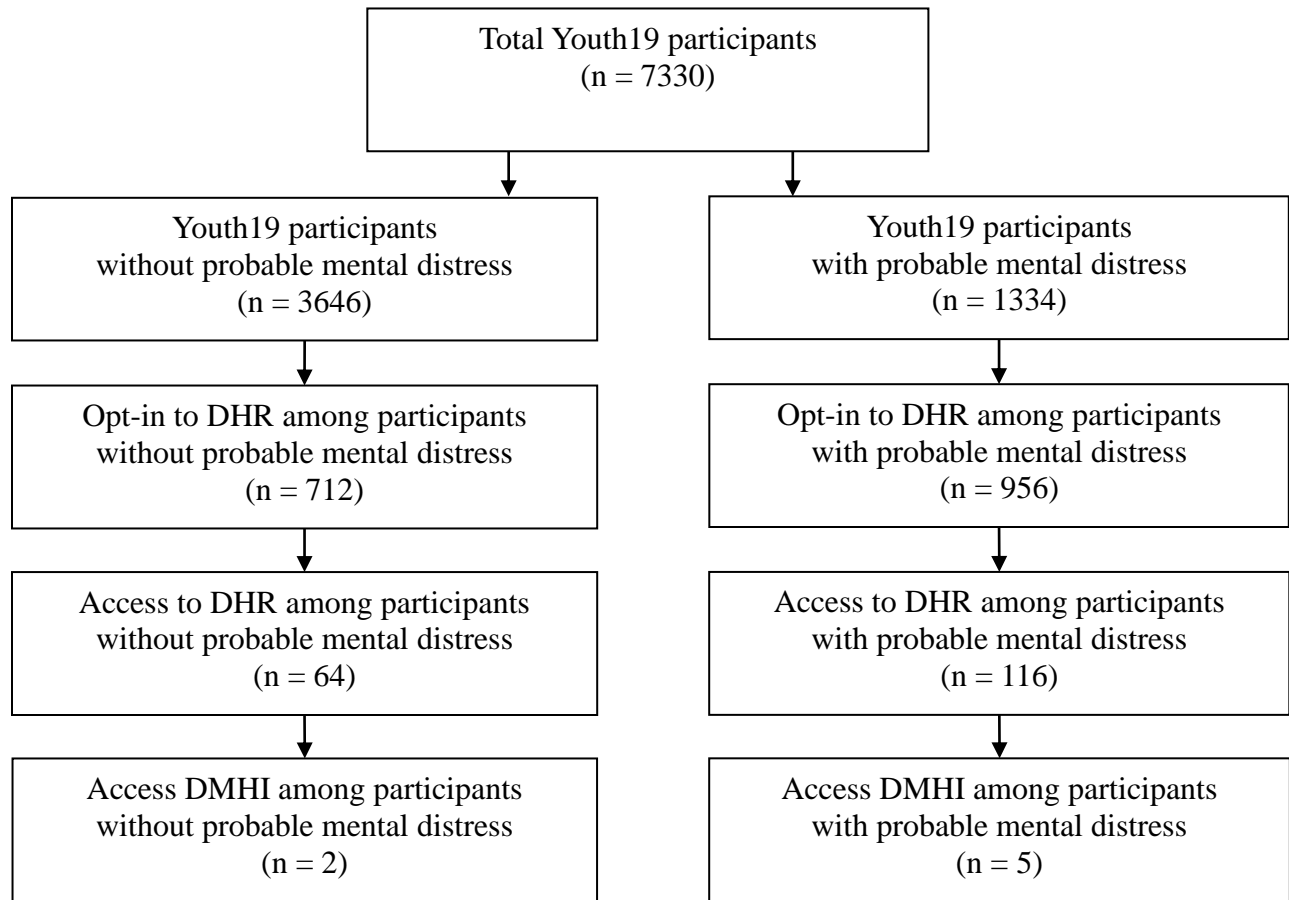 Total Youth19 participants
(n = 7330)
Youth19 participants
without probable mental distress
(n = 3646)
Youth19 participants
with probable mental distress
(n = 1334)
Opt-in to DHR among participants
without probable mental distress
(n = 712)
Opt-in to DHR among participants
with probable mental distress
(n = 956)
Access to DHR among participants
without probable mental distress
(n = 64)
Access to DHR among participants
with probable mental distress
(n = 116)
Access DMHI among participants
without probable mental distress
(n = 2)
Access DMHI among participants
with probable mental distress
(n = 5)